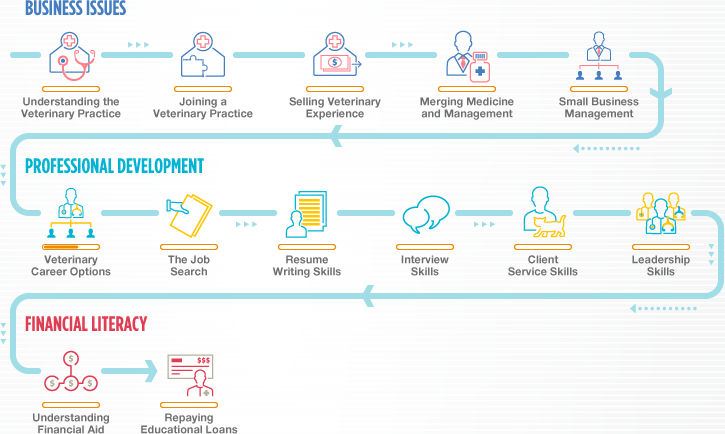 BUSINESS ISSUES
Understanding the
Veterinary Practice
Joining a
Veterinary Practice
$
Selling Veterinary
Experience
Merging Medicine
and Management
Small Business
Management
PROFESSIONAL DEVELOPMENT
Veterinary
Career Options
The Job
Search
Resume
Writing Skills
Interview
Skills
Client
Service Skills
Leadership
Skills
FINANCIAL LITERACY
$
$ $ $
Understanding
Financial Aid
$$$
Repaying
Educational Loans